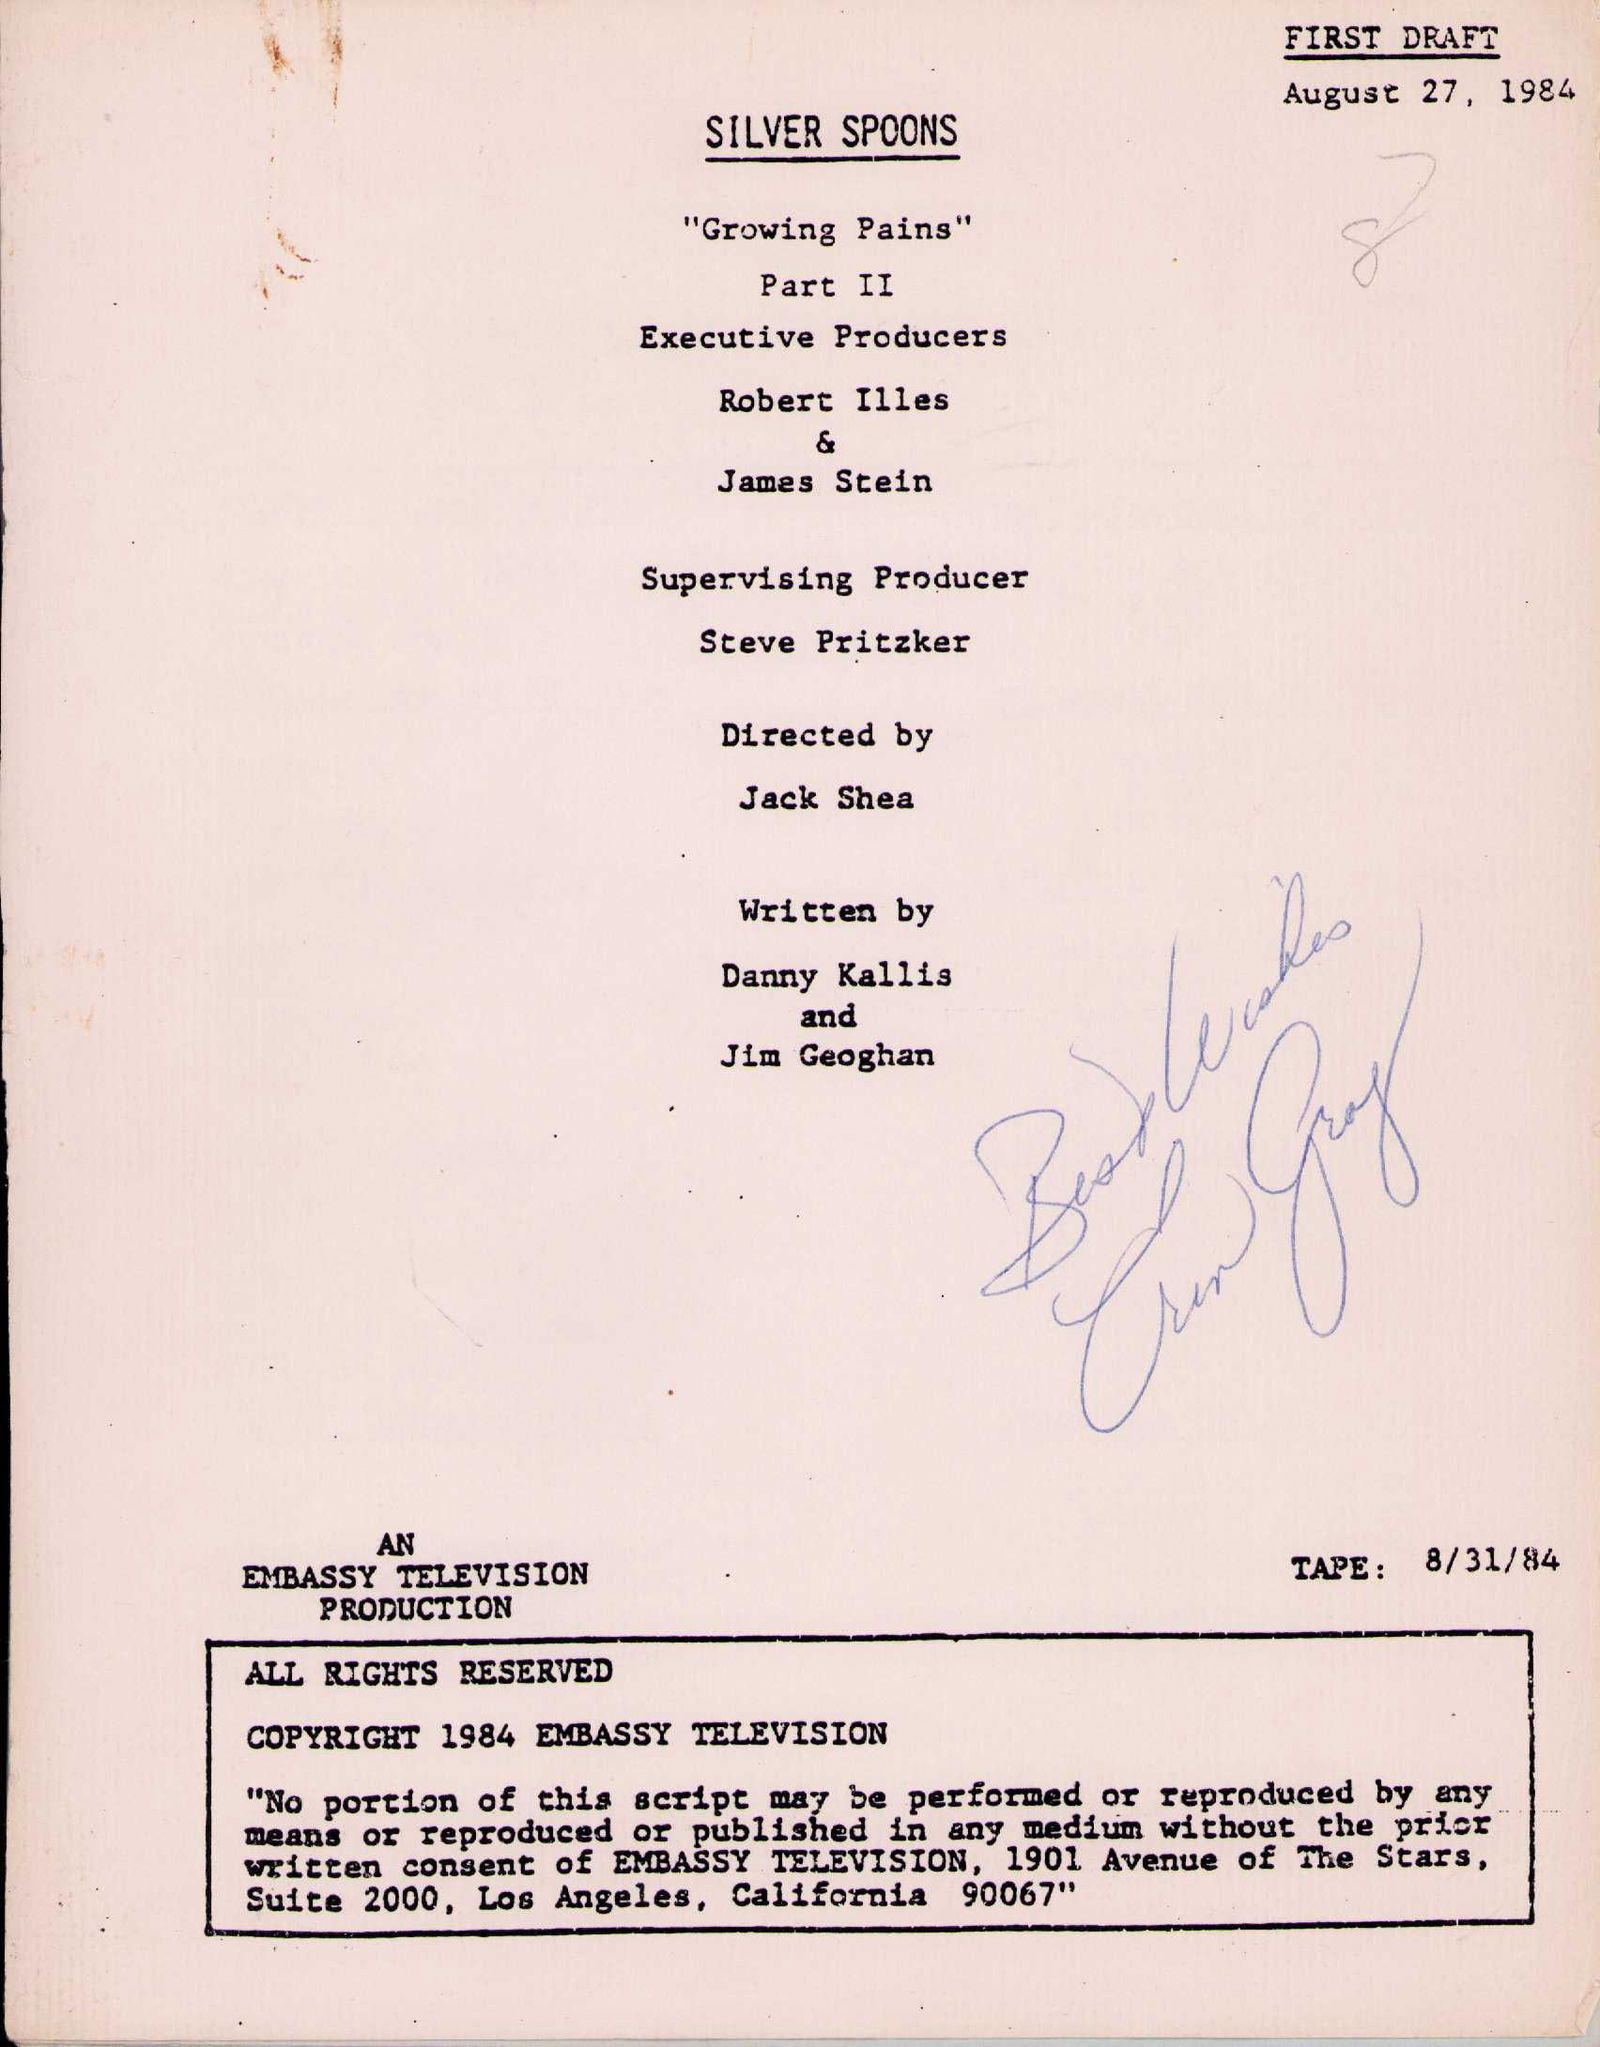 FIRST DRAFT
August 27, 1984
SILVER SPOONS
8
"Growing Pains"
Part II
Executive Producers
Robert Illes
&
James Stein
Supervising Producer
Steve Pritzker
Directed by
Jack Shea
Written by
Danny Kallis
and
Jim Geoghan
Best Wishes
Erin Gray
AN
EMBASSY TELEVISION
PRODUCTION
TAPE: 8/31/84
ALL RIGHTS RESERVED
COPYRIGHT 1984 EMBASSY TELEVISION
"No portion of this script may be performed or reproduced by any
means or reproduced or published in any medium without the prior
written consent of EMBASSY TELEVISION, 1901 Avenue of The Stars,
Suite 2000, Los Angeles, California 90067"